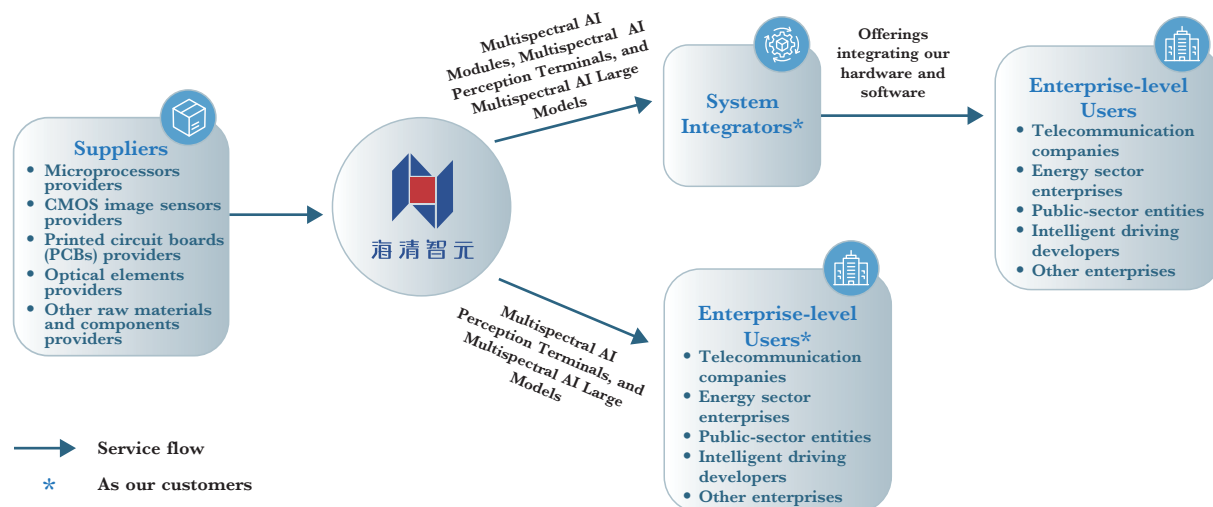 Suppliers
• Microprocessors
providers
• CMOS image sensors
providers
• Printed circuit boards
(PCBs) providers
• Optical elements
providers
• Other raw materials
and components
providers
海清智元
Multispectral AI
Modules, Multispectral AI
Perception Terminals, and
Multispectral AI Large
Models
System
Integrators*
Offerings
integrating our
hardware and
software
Enterprise-level
Users
• Telecommunication
companies
• Energy sector
enterprises
• Public-sector entities
• Intelligent driving
developers
• Other enterprises
Multispectral AI
Perception Terminals, and
Multispectral AI Large
Models
Enterprise-level
Users*
• Telecommunication
companies
• Energy sector
enterprises
• Public-sector entities
• Intelligent driving
developers
• Other enterprises
Service flow
* As our customers